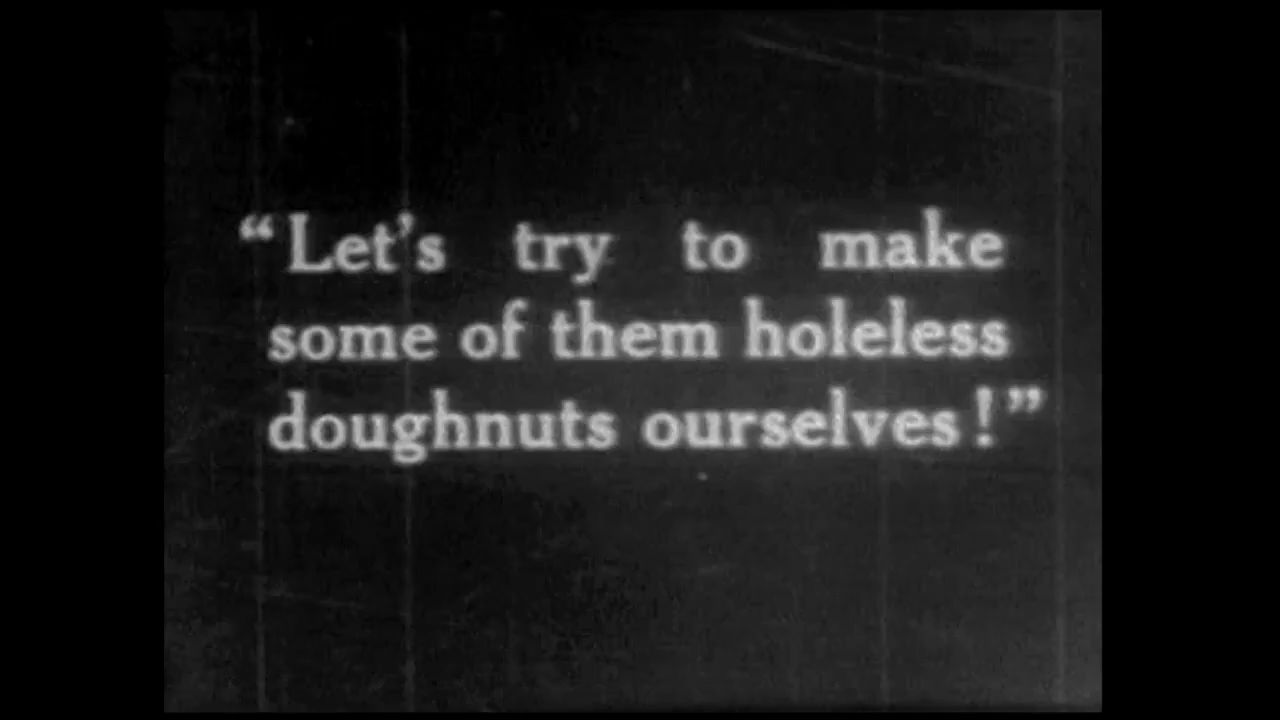 “Let’s try to make
some of them holeless
doughnuts ourselves!”